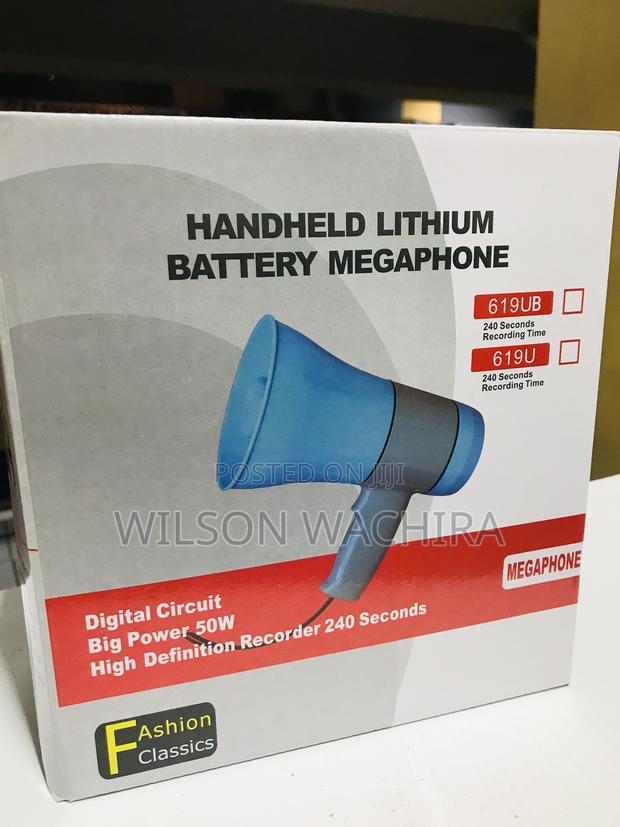 HANDHELD LITHIUM
BATTERY MEGAPHONE
619UB
240 Seconds
Recording Time
619U
240 Seconds
Recording Time
POSTED ON JIJI
WILSON WACHIRA
MEGAPHONE
Digital Circuit
Big Power 50W
High Definition Recorder 240 Seconds
FAshion
Classics